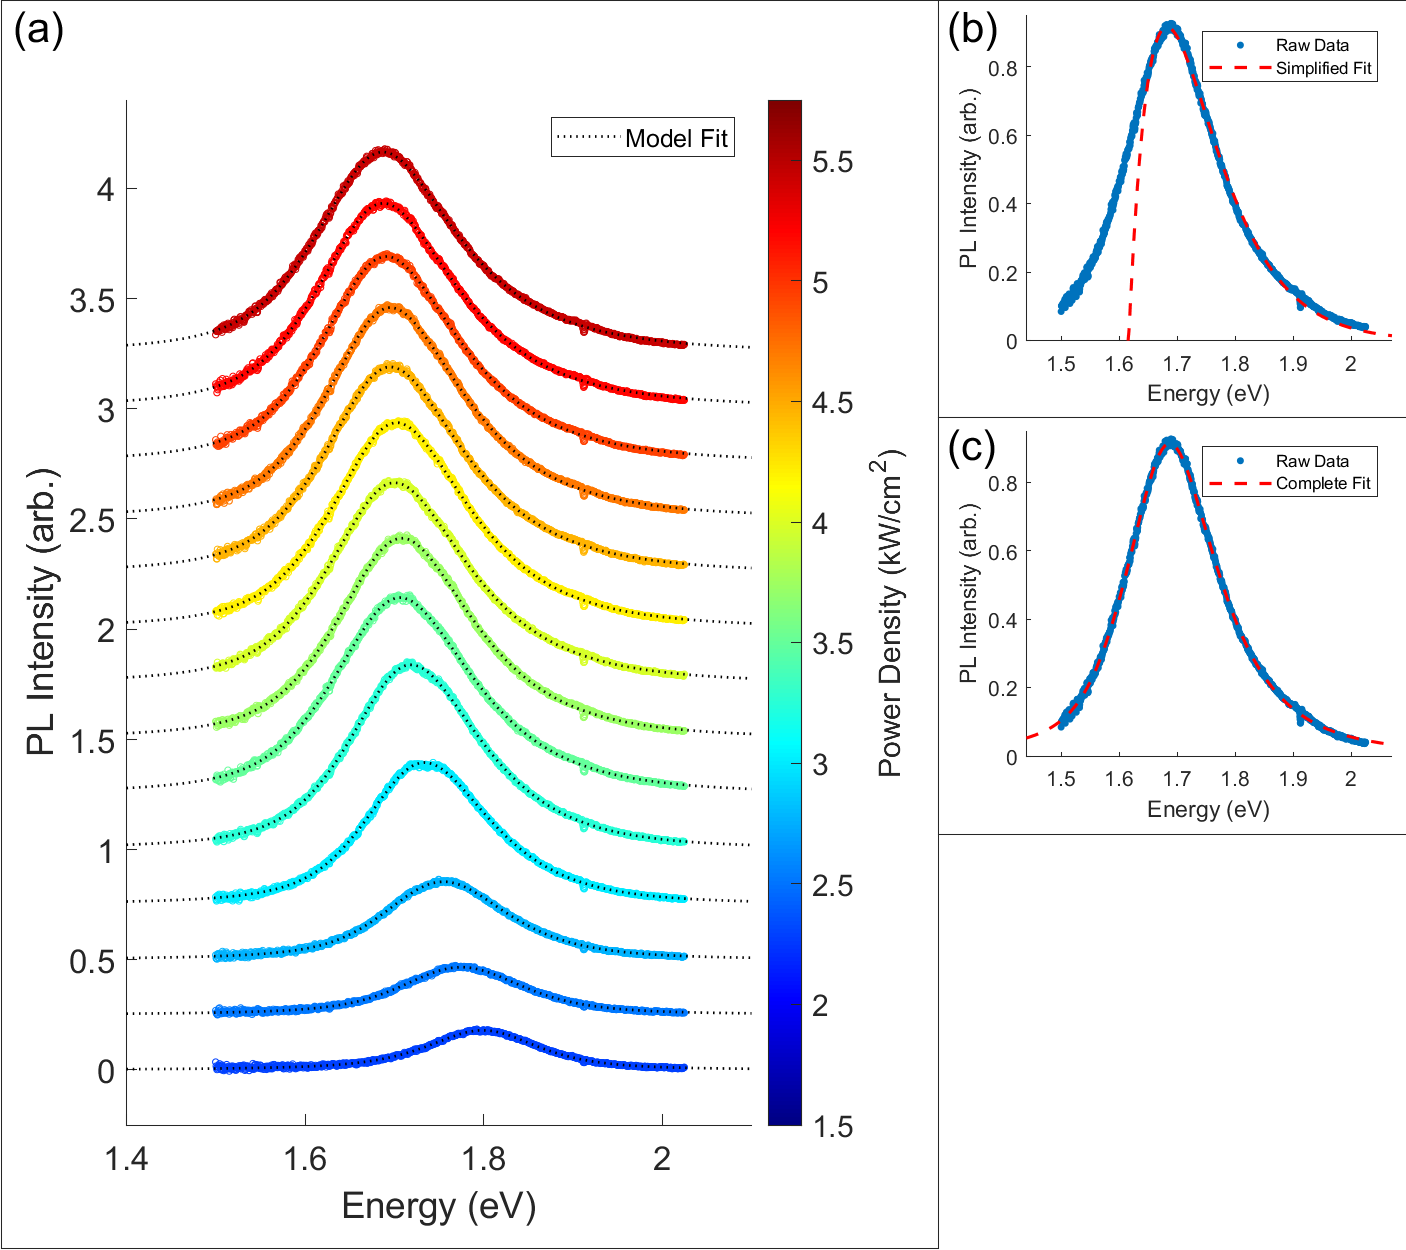 (a)
Model Fit
4
3.5
3
2.5
2
1.5
1
0.5
0
PL Intensity (arb.)
1.4
1.6
1.8
2
Energy (eV)
5.5
5
4.5
4
3.5
3
2.5
2
1.5
Power Density (kW/cm²)
(b)
Raw Data
Simplified Fit
0.8
0.6
0.4
0.2
0
PL Intensity (arb.)
1.5
1.6
1.7
1.8
1.9
2
Energy (eV)
(c)
Raw Data
Complete Fit
0.8
0.6
0.4
0.2
0
PL Intensity (arb.)
1.5
1.6
1.7
1.8
1.9
2
Energy (eV)